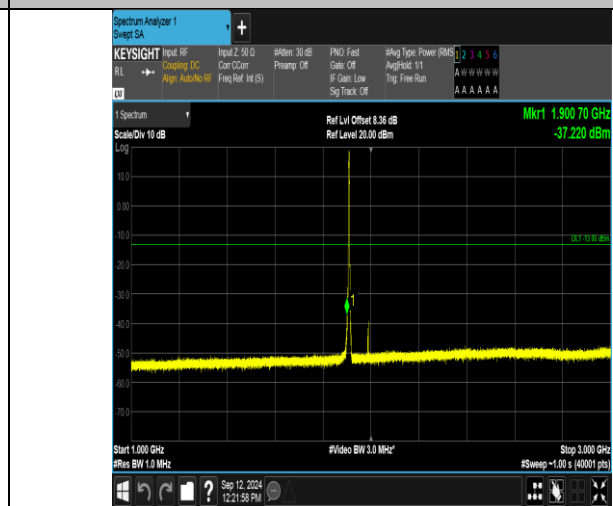 Spectrum Analyzer 1
Swept SA
+
KEYSIGHT
RL
Input: RF
Coupling: DC
Align: Auto/No RF
Input Z: 50 Ω
Corr CCorr
Freq Ref: Int (S)
#Atten: 30 dB
Preamp: Off
PNO: Fast
Gate: Off
IF Gain: Low
Sig Track: Off
#Avg Type: Power (RMS
Avg|Hold: 1/1
Trig: Free Run
1 2 3 4 5 6
A W W W W W
A A A A A A
1 Spectrum
Scale/Div 10 dB
Log
Ref Lvl Offset 8.36 dB
Ref Level 20.00 dBm
Mkr1 1.900 70 GHz
-37.220 dBm
10.0
0.00
-10.0
DL1 -13.00 dBm
-20.0
-30.0
1
-40.0
-50.0
-60.0
-70.0
Start 1.000 GHz
#Res BW 1.0 MHz
#Video BW 3.0 MHz*
Stop 3.000 GHz
#Sweep ~1.00 s (40001 pts)
?
Sep 12, 2024
12:21:58 PM